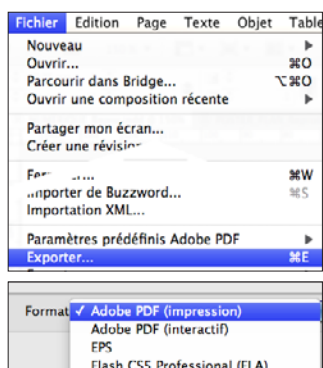 Fichier Edition Page Texte Objet Table
Nouveau
Ouvrir... ⌘O
Parcourir dans Bridge... ⌥⌘O
Ouvrir une composition récente
Partager mon écran...
Créer une
⌘W
de Buzzword... ⌘S
Importation XML...
Paramètres prédéfinis Adobe PDF
Exporter... ⌘E
Format ✓ Adobe PDF (impression)
Adobe PDF (interactif)
EPS
Flash CS5 Professional (FLA)